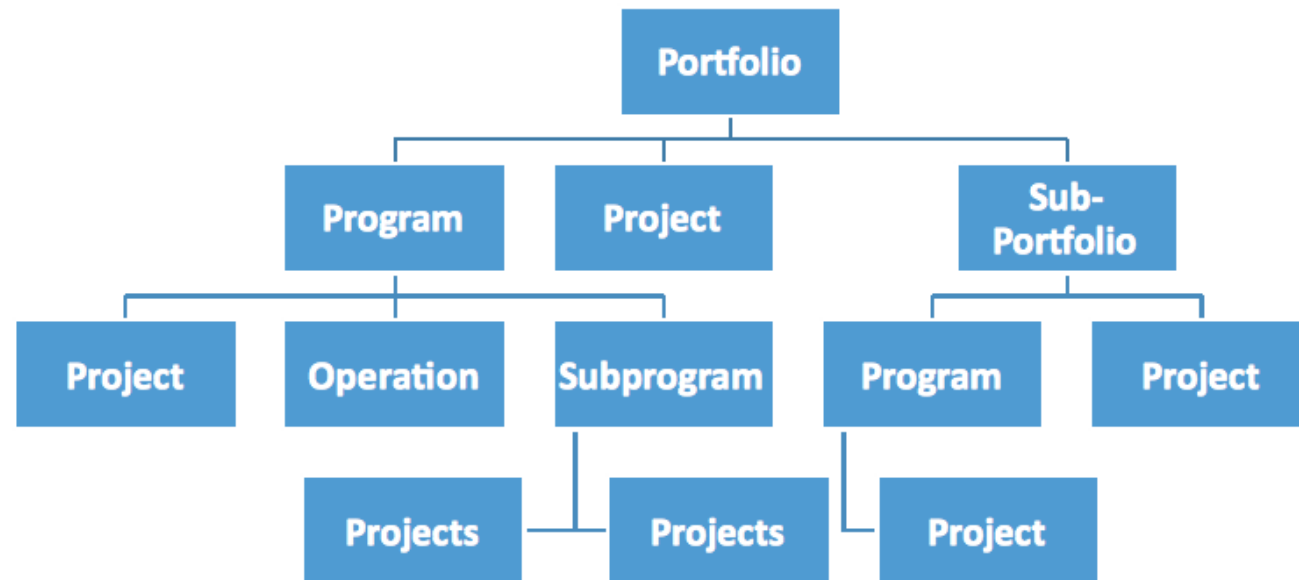 Portfolio
Program
Project
Sub-
Portfolio
Project
Operation
Subprogram
Program
Project
Projects
Projects
Project